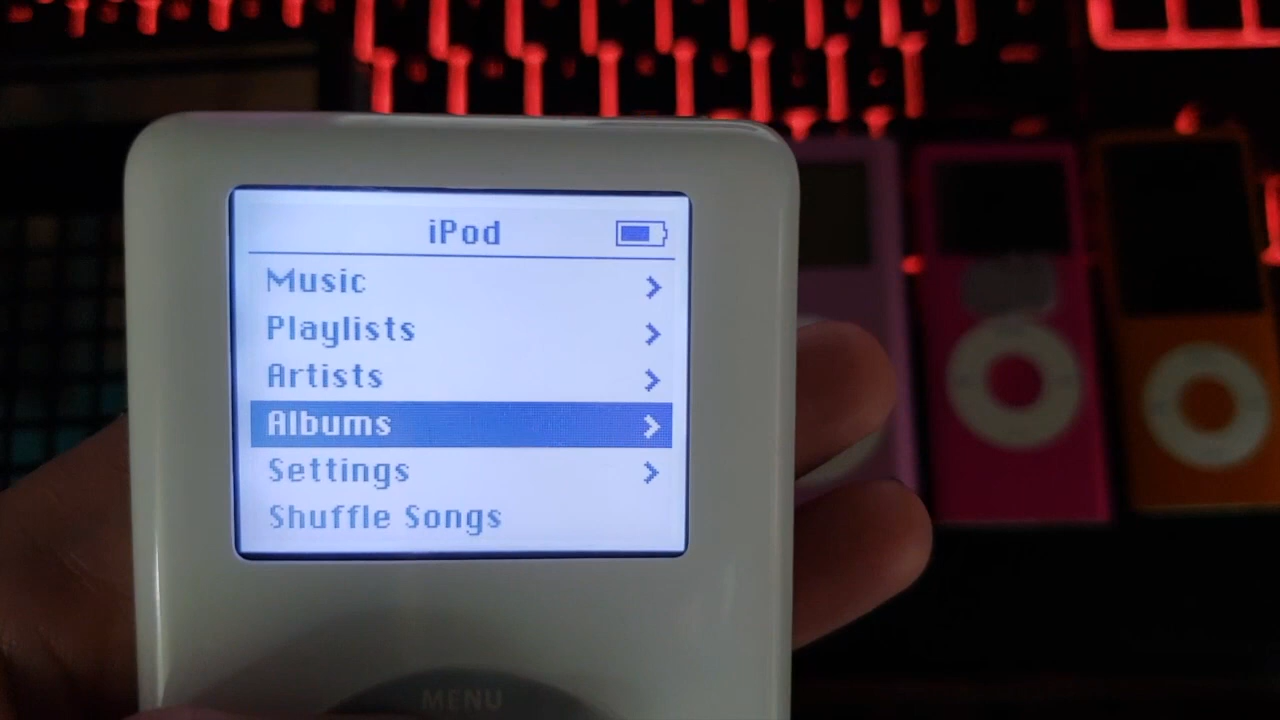 iPod
Music
Playlists
Artists
Albums
Settings
Shuffle Songs
MENU